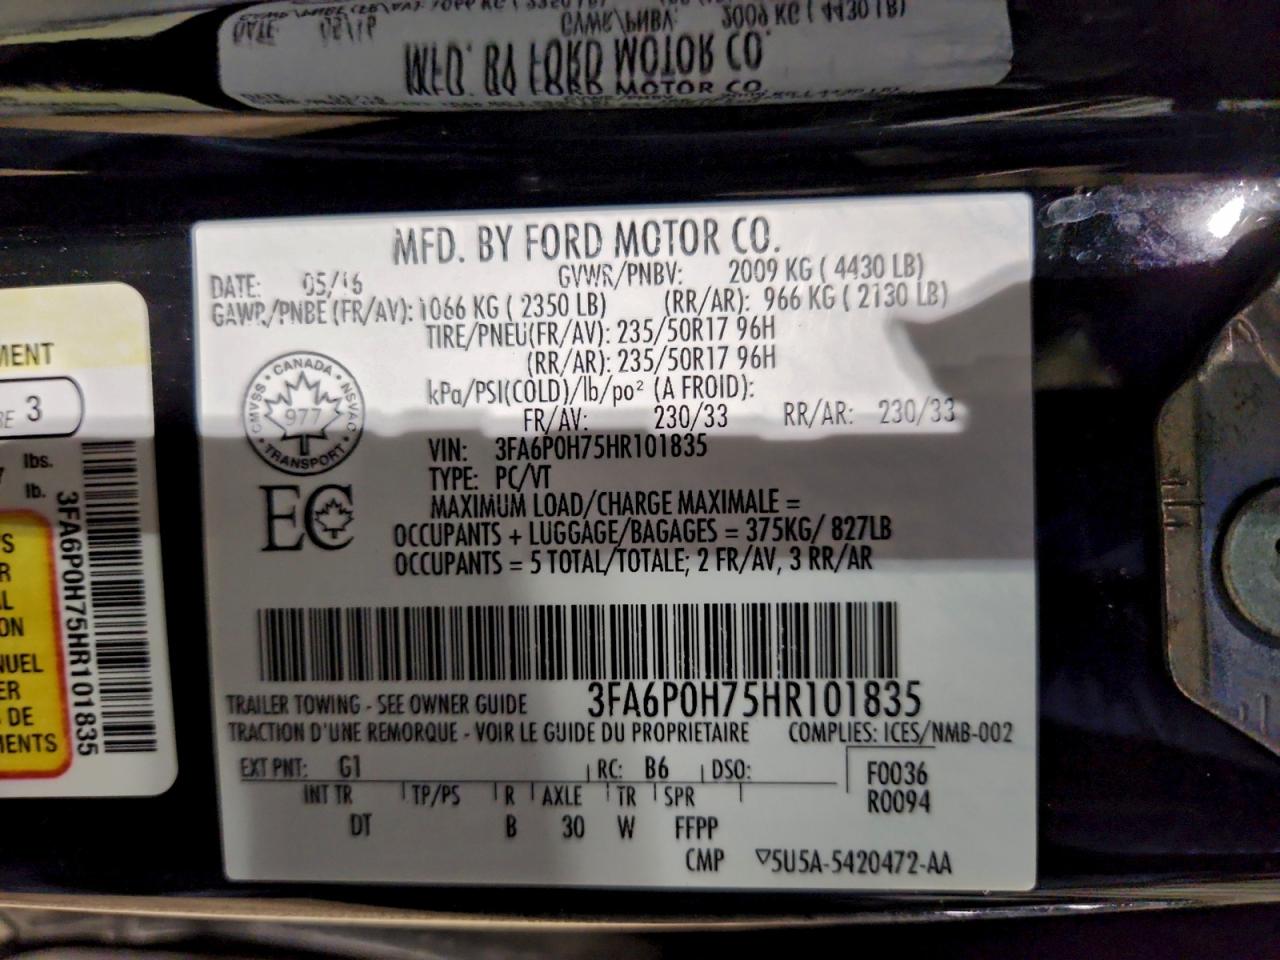 MFD. BY FORD MOTOR CO.
DATE: 05/16 GVWR/PNBV: 2009 KG ( 4430 LB)
GAWR/PNBE (FR/AV): 1066 KG ( 2350 LB) (RR/AR): 966 KG ( 2130 LB)
TIRE/PNEU(FR/AV): 235/50R17 96H
(RR/AR): 235/50R17 96H
kPa/PSI(COLD)/lb/po² (A FROID):
FR/AV: 230/33 RR/AR: 230/33
CANADA
CMVSS NSVAC
977
TRANSPORT
VIN: 3FA6P0H75HR101835
TYPE: PC/VT
EC
MAXIMUM LOAD/CHARGE MAXIMALE =
OCCUPANTS + LUGGAGE/BAGAGES = 375KG/ 827LB
OCCUPANTS = 5 TOTAL/TOTALE; 2 FR/AV, 3 RR/AR
TRAILER TOWING - SEE OWNER GUIDE 3FA6P0H75HR101835
TRACTION D'UNE REMORQUE - VOIR LE GUIDE DU PROPRIETAIRE COMPLIES: ICES/NMB-002
EXT PNT: G1 RC: B6 DSO: F0036
INT TR TP/PS R AXLE TR SPR R0094
DT B 30 W FFPP
CMP 5U5A-5420472-AA
3
lbs.
lb.
3FA6P0H75HR101835
DE